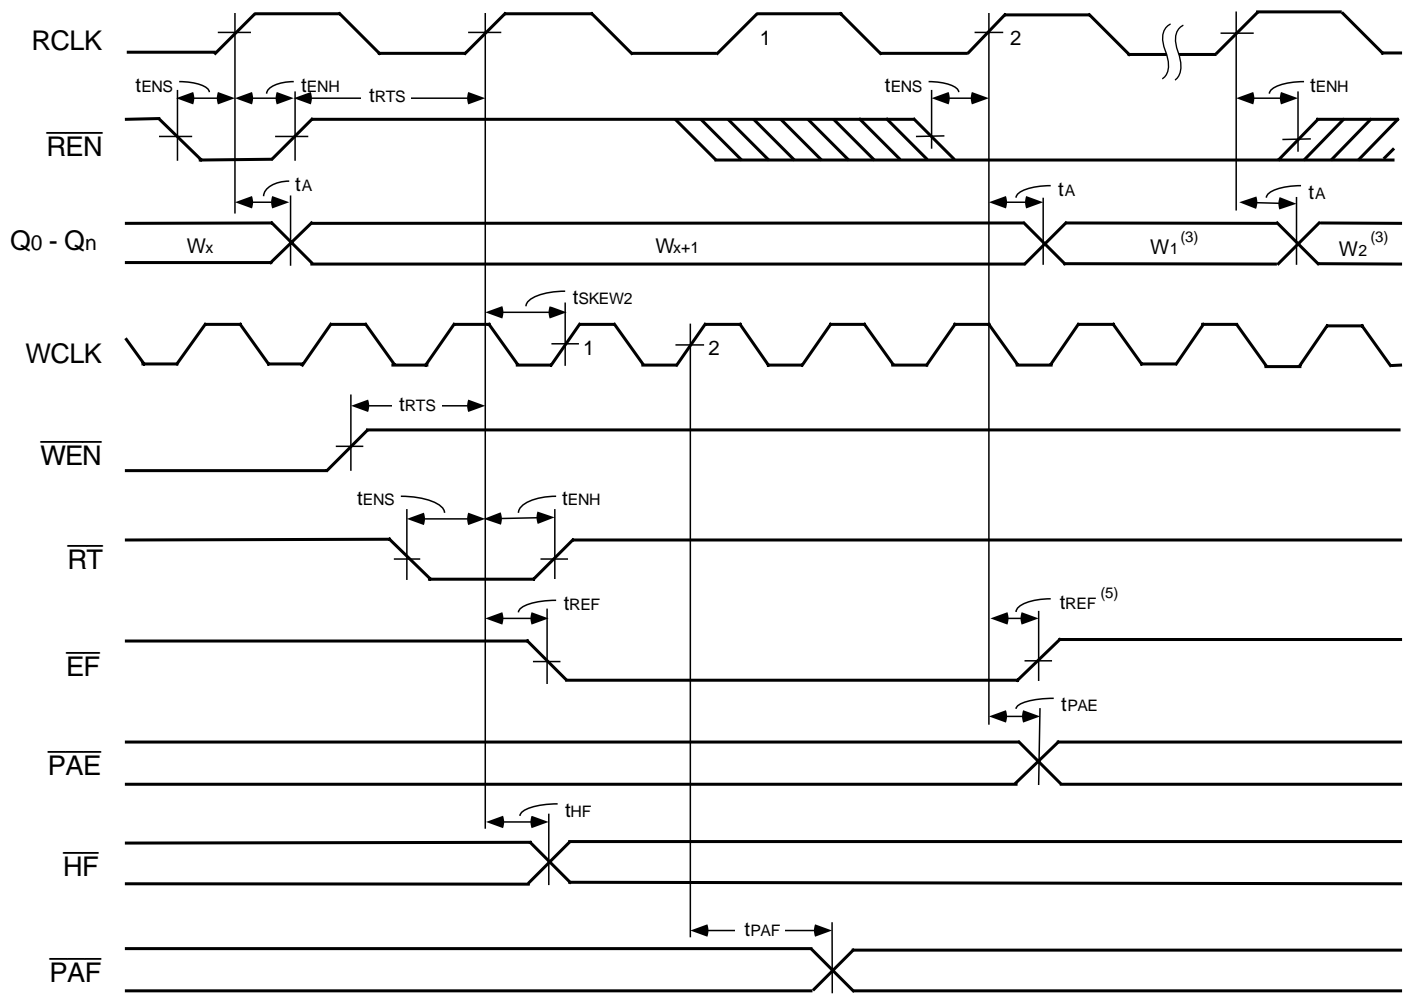 RCLK 1 2
tENS tENH tRTS tENS tENH
REN
tA tA tA
Q0 - Qn Wx Wx+1 W1 (3) W2 (3)
tSKEW2
WCLK 1 2
tRTS
WEN
tENS tENH
RT
tREF tREF (5)
EF
tPAE
PAE
tHF
HF
tPAF
PAF